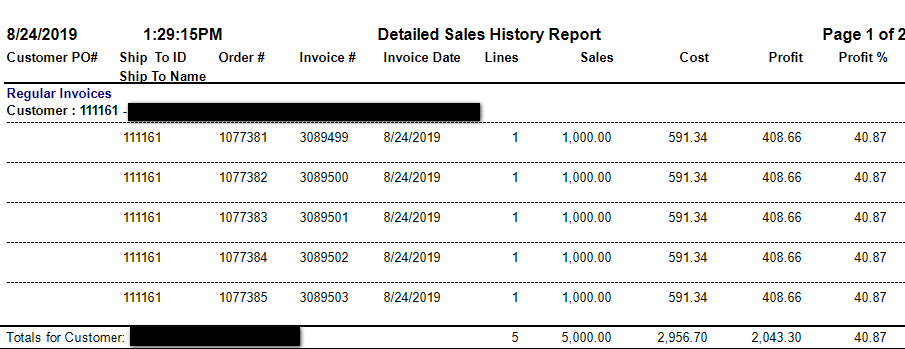 8/24/2019 1:29:15PM Detailed Sales History Report Page 1 of 2
Customer PO# Ship To ID Order # Invoice # Invoice Date Lines Sales Cost Profit Profit %
Ship To Name
Regular Invoices
Customer : 111161 -
111161 1077381 3089499 8/24/2019 1 1,000.00 591.34 408.66 40.87
111161 1077382 3089500 8/24/2019 1 1,000.00 591.34 408.66 40.87
111161 1077383 3089501 8/24/2019 1 1,000.00 591.34 408.66 40.87
111161 1077384 3089502 8/24/2019 1 1,000.00 591.34 408.66 40.87
111161 1077385 3089503 8/24/2019 1 1,000.00 591.34 408.66 40.87
Totals for Customer: 5 5,000.00 2,956.70 2,043.30 40.87